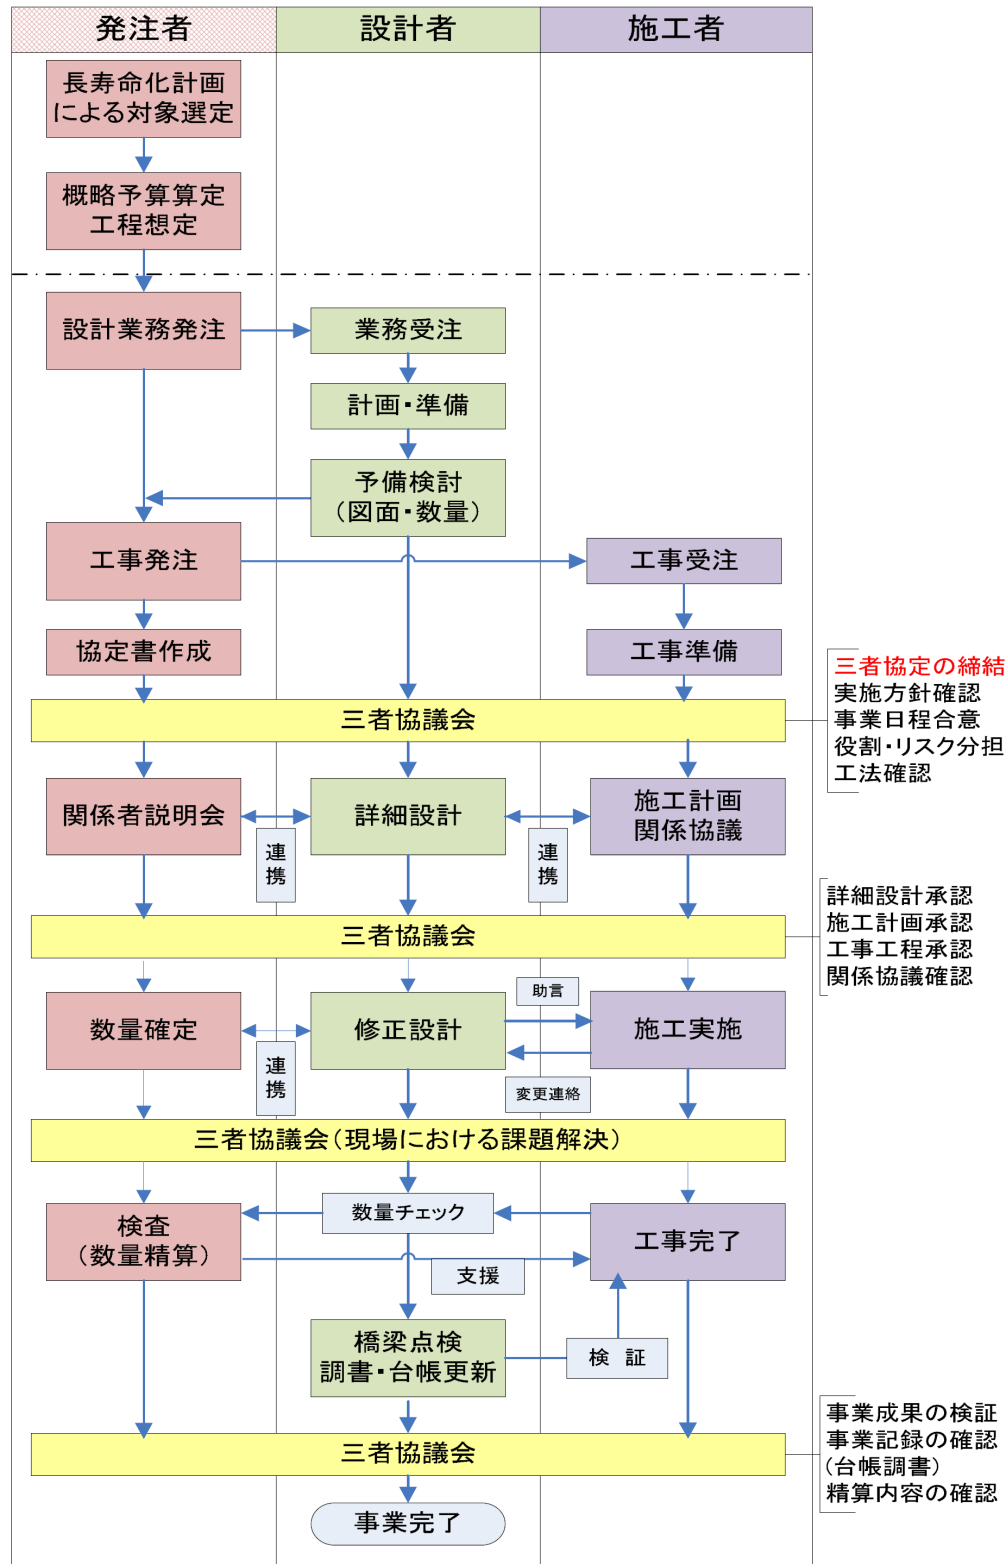 発注者
設計者
施工者
長寿命化計画
による対象選定
概略予算算定
工程想定
設計業務発注
業務受注
計画・準備
予備検討
（図面・数量）
工事発注
工事受注
協定書作成
工事準備
三者協議会
三者協定の締結
実施方針確認
事業日程合意
役割・リスク分担
工法確認
関係者説明会
詳細設計
施工計画
関係協議
連
携
連
携
三者協議会
詳細設計承認
施工計画承認
工事工程承認
関係協議確認
数量確定
修正設計
施工実施
助言
連
携
変更連絡
三者協議会（現場における課題解決）
検査
（数量精算）
数量チェック
工事完了
支援
橋梁点検
調書・台帳更新
検 証
三者協議会
事業成果の検証
事業記録の確認
（台帳調書）
精算内容の確認
事業完了